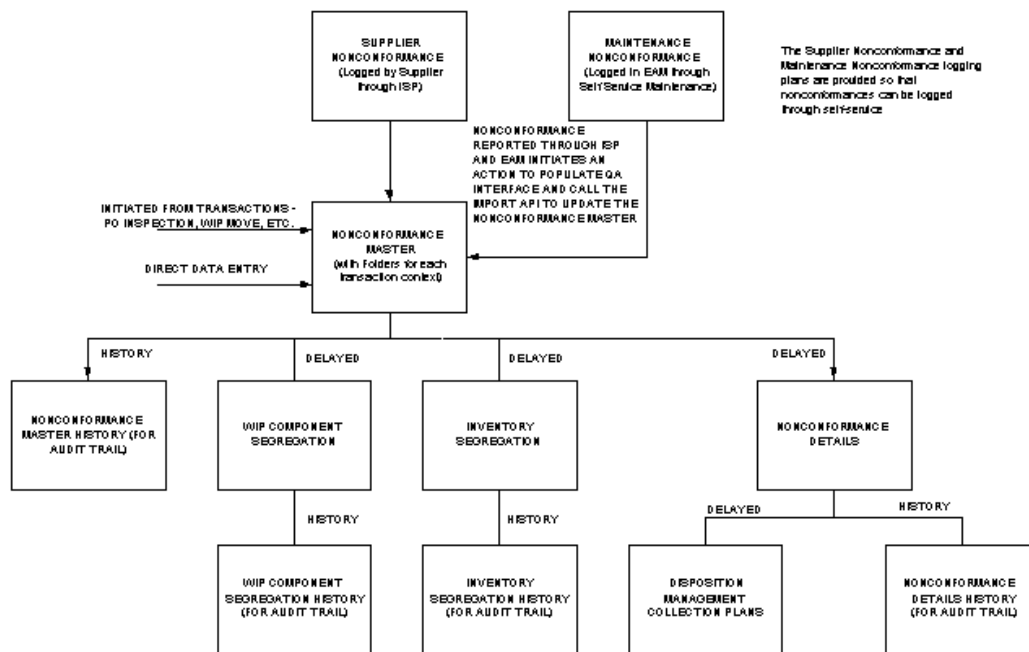 SUPPLIER
NONCONFORMANCE
(Logged by Supplier
through ISP)
MAINTENANCE
NONCONFORMANCE
(Logged in EAM through
Self Service Maintenance)
The Supplier Nonconformance and
Maintenance Nonconformance logging
plans are provided so that
nonconformances can be logged
through self-service
NONCONFORMANCE
REPORTED THROUGH ISP
AND EAM INITIATES AN
ACTION TO POPULATE QA
INTERFACE AND CALL THE
IMPORT API TO UPDATE THE
NONCONFORMANCE MASTER
INITIATED FROM TRANSACTIONS -
PO INSPECTION, WIP MOVE, ETC.
DIRECT DATA ENTRY
NONCONFORMANCE
MASTER
(with Folders for each
transaction context)
HISTORY
DELAYED
DELAYED
DELAYED
NONCONFORMANCE
MASTER HISTORY (FOR
AUDIT TRAIL)
WIP COMPONENT
SEGREGATION
INVENTORY
SEGREGATION
NONCONFORMANCE
DETAILS
HISTORY
HISTORY
DELAYED
HISTORY
WIP COMPONENT
SEGREGATION HISTORY
(FOR AUDIT TRAIL)
INVENTORY
SEGREGATION HISTORY
(FOR AUDIT TRAIL)
DISPOSITION
MANAGEMENT
COLLECTION PLANS
NONCONFORMANCE
DETAILS HISTORY
(FOR AUDIT TRAIL)